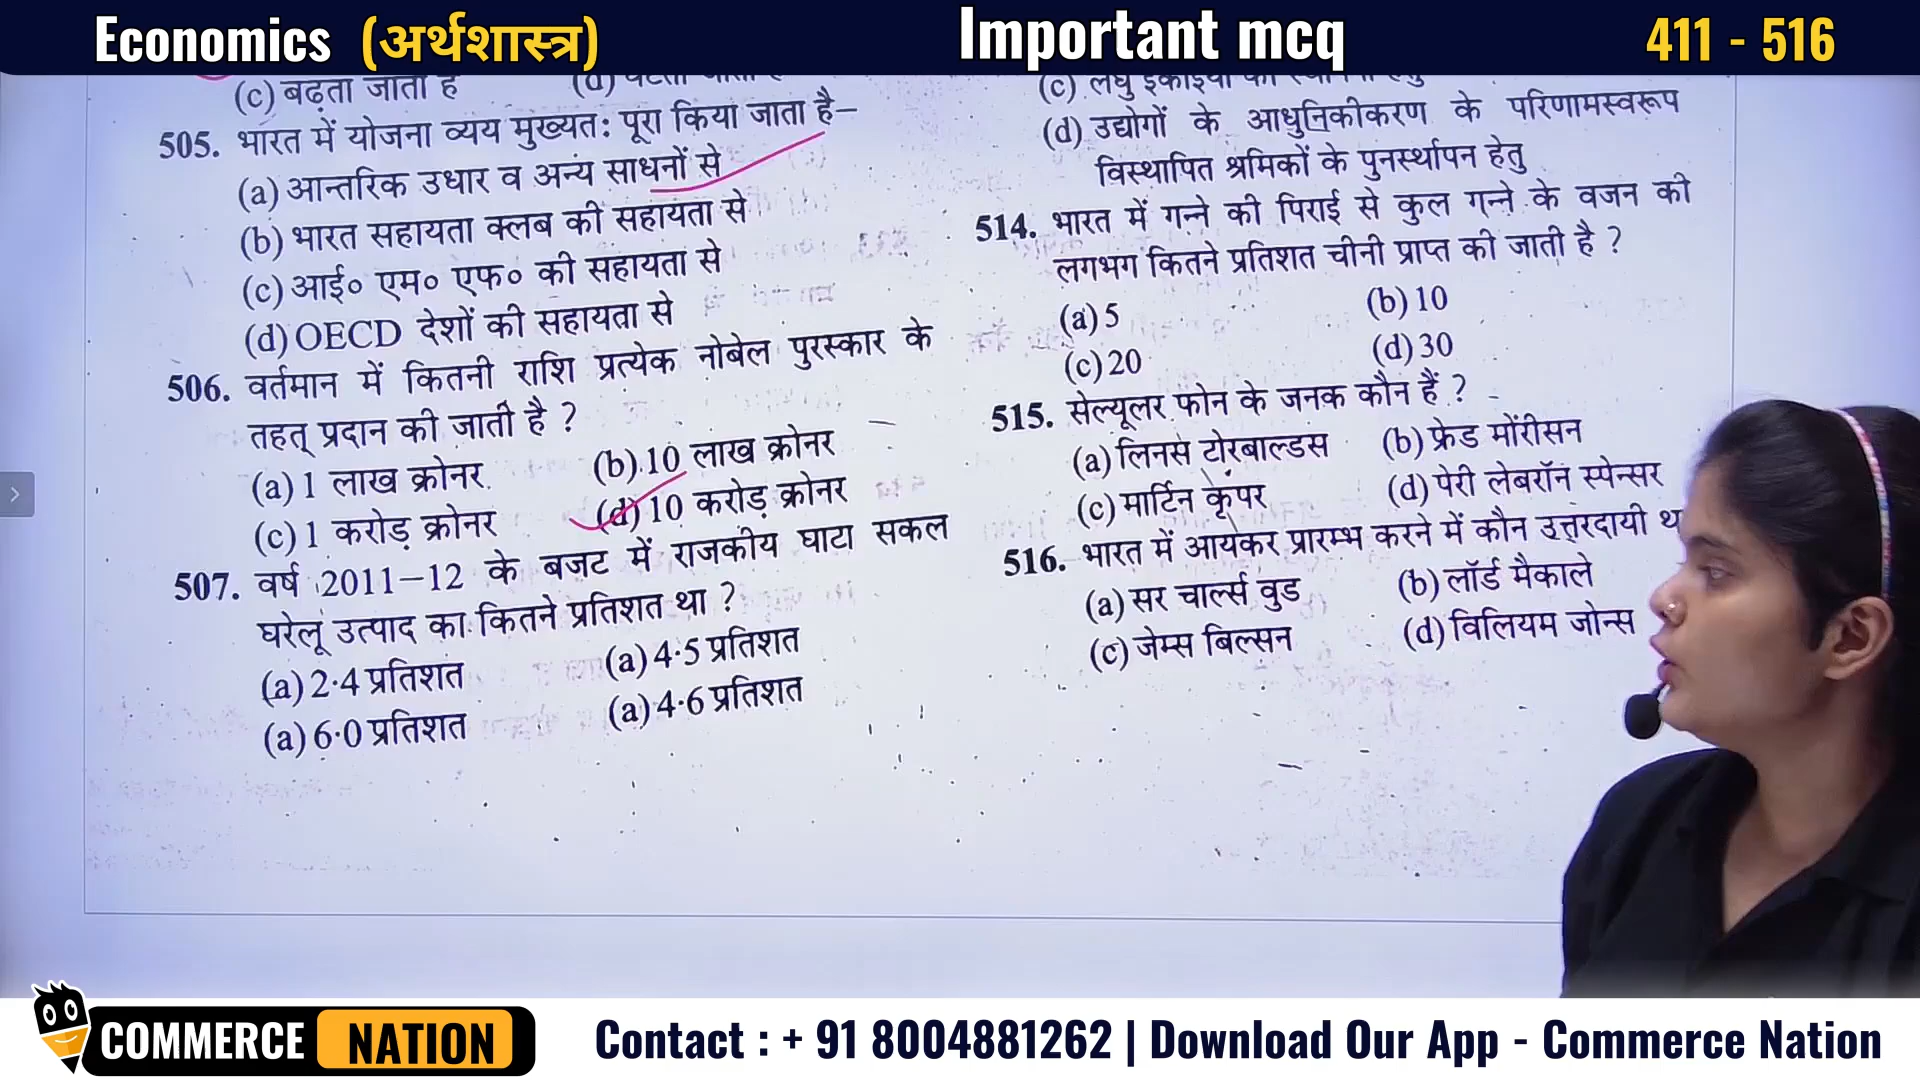 Economics (अर्थशास्त्र) Important mcq 411 - 516
(c) बढ़ता जाता है
505. भारत में योजना व्यय मुख्यतः पूरा किया जाता है–
(a) आन्तरिक उधार व अन्य साधनों से
(b) भारत सहायता क्लब की सहायता से
(c) आई० एम० एफ० की सहायता से
(d) OECD देशों की सहायता से
506. वर्तमान में कितनी राशि प्रत्येक नोबेल पुरस्कार के
तहत् प्रदान की जाती है ?
(a) 1 लाख क्रोनर (b) 10 लाख क्रोनर
(c) 1 करोड़ क्रोनर (d) 10 करोड़ क्रोनर
507. वर्ष 2011–12 के बजट में राजकीय घाटा सकल
घरेलू उत्पाद का कितने प्रतिशत था ?
(a) 2·4 प्रतिशत (a) 4·5 प्रतिशत
(a) 6·0 प्रतिशत (a) 4·6 प्रतिशत
(c) लघु इकाइयों की
(d) उद्योगों के आधुनिकीकरण के परिणामस्वरूप
विस्थापित श्रमिकों के पुनर्स्थापन हेतु
514. भारत में गन्ने की पिराई से कुल गन्ने के वजन की
लगभग कितने प्रतिशत चीनी प्राप्त की जाती है ?
(a) 5 (b) 10
(c) 20 (d) 30
515. सेल्यूलर फोन के जनक कौन हैं ?
(a) लिनस टोरबाल्डस (b) फ्रेड मोंरीसन
(c) मार्टिन कूपर (d) पेरी लेबरॉन स्पेन्सर
516. भारत में आयकर प्रारम्भ करने में कौन उत्तरदायी
(a) सर चार्ल्स वुड (b) लॉर्ड मैकाले
(c) जेम्स बिल्सन (d) विलियम जोन्स
COMMERCE NATION Contact : + 91 8004881262 | Download Our App - Commerce Nation